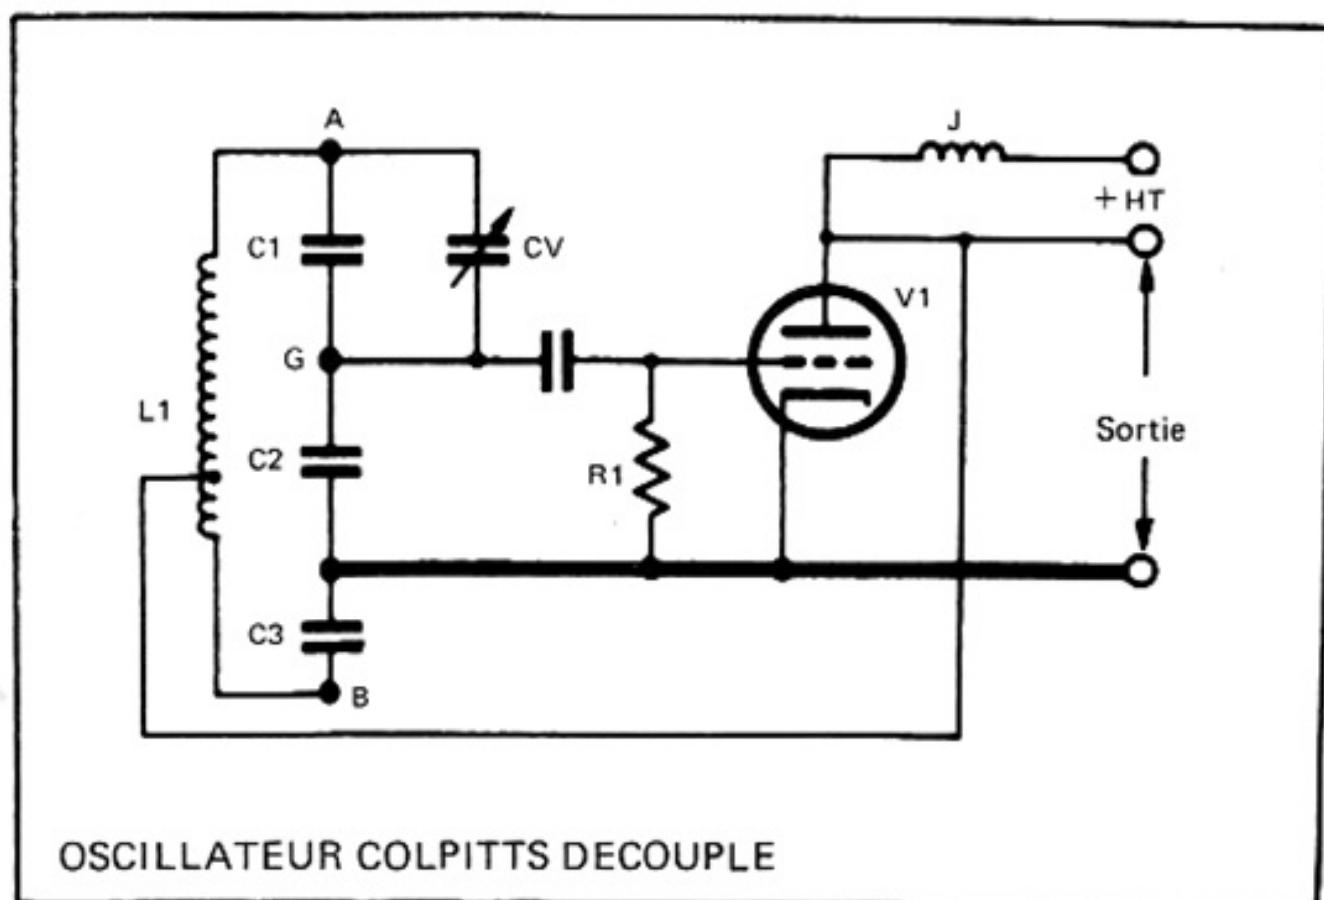 A
J
+ HT
C1
CV
V1
G
L1
C2
R1
Sortie
C3
B
OSCILLATEUR COLPITTS DECOUPLE